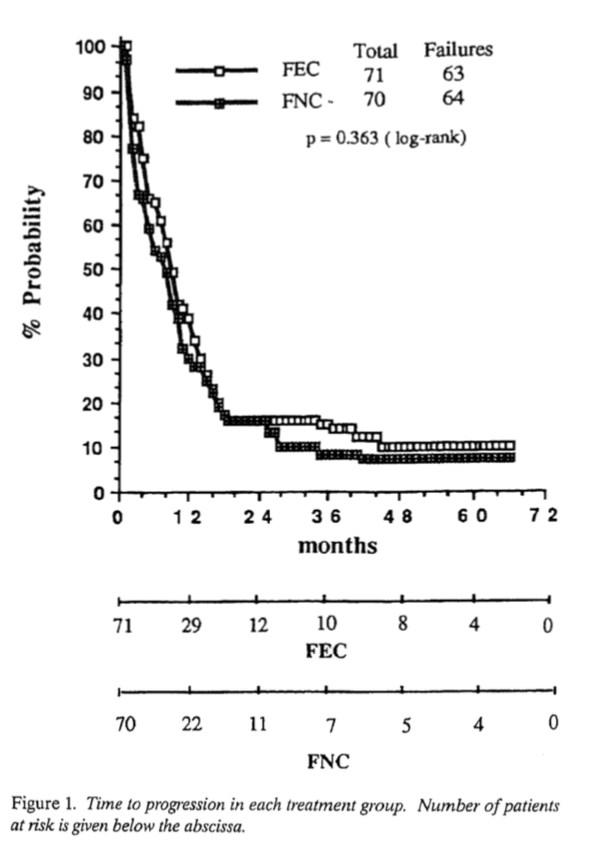 Total Failures
FEC 71 63
FNC - 70 64
p = 0.363 ( log-rank)
% Probability
100
90
80
70
60
50
40
30
20
10
0
0 12 24 36 48 60 72
months
71 29 12 10 8 4 0
FEC
70 22 11 7 5 4 0
FNC
Figure 1. Time to progression in each treatment group. Number of patients
at risk is given below the abscissa.